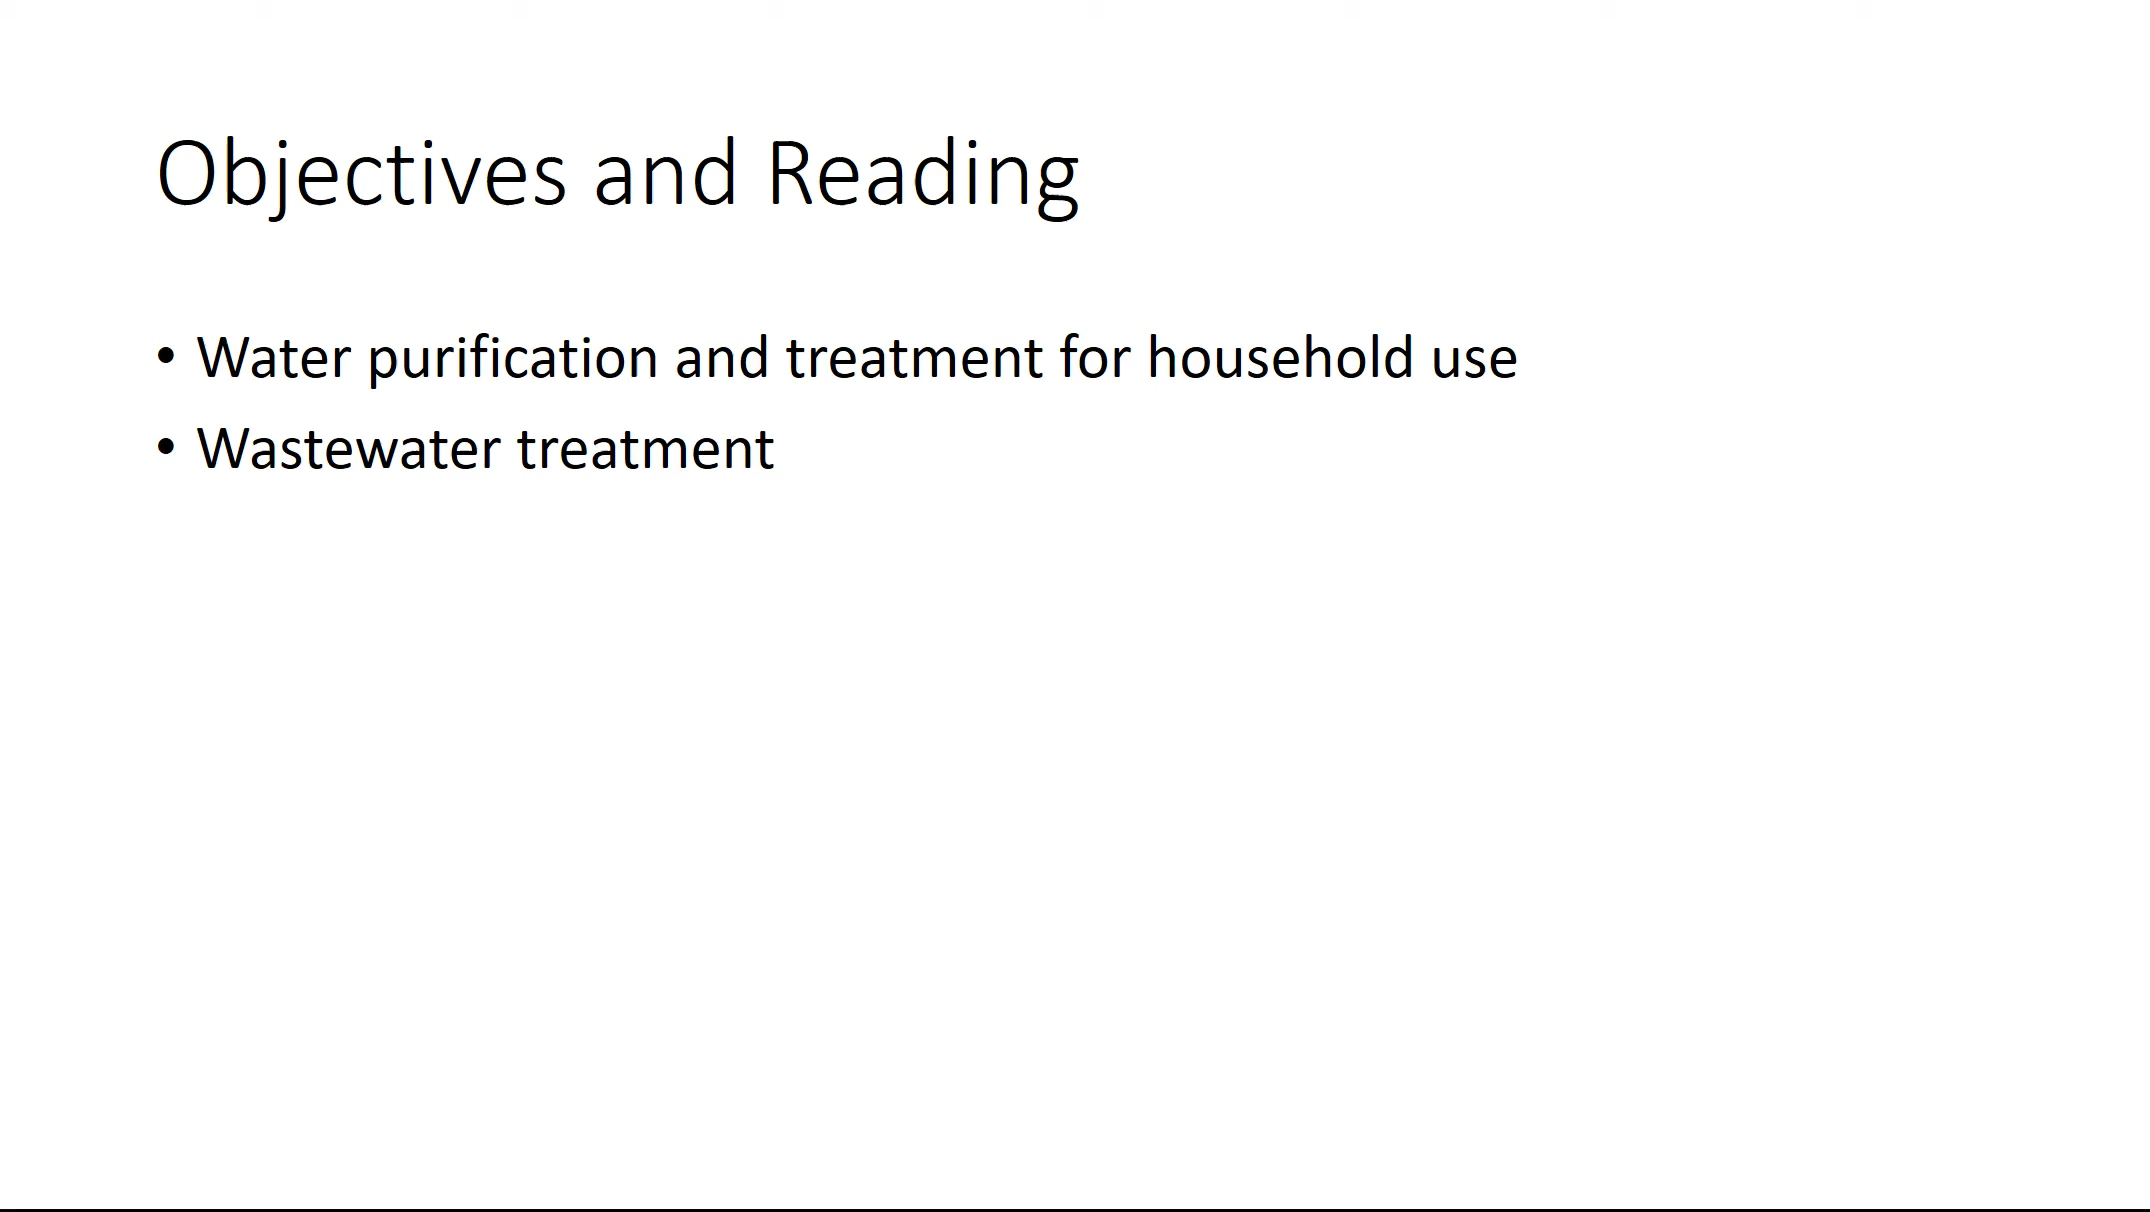 Objectives and Reading
• Water purification and treatment for household use
• Wastewater treatment